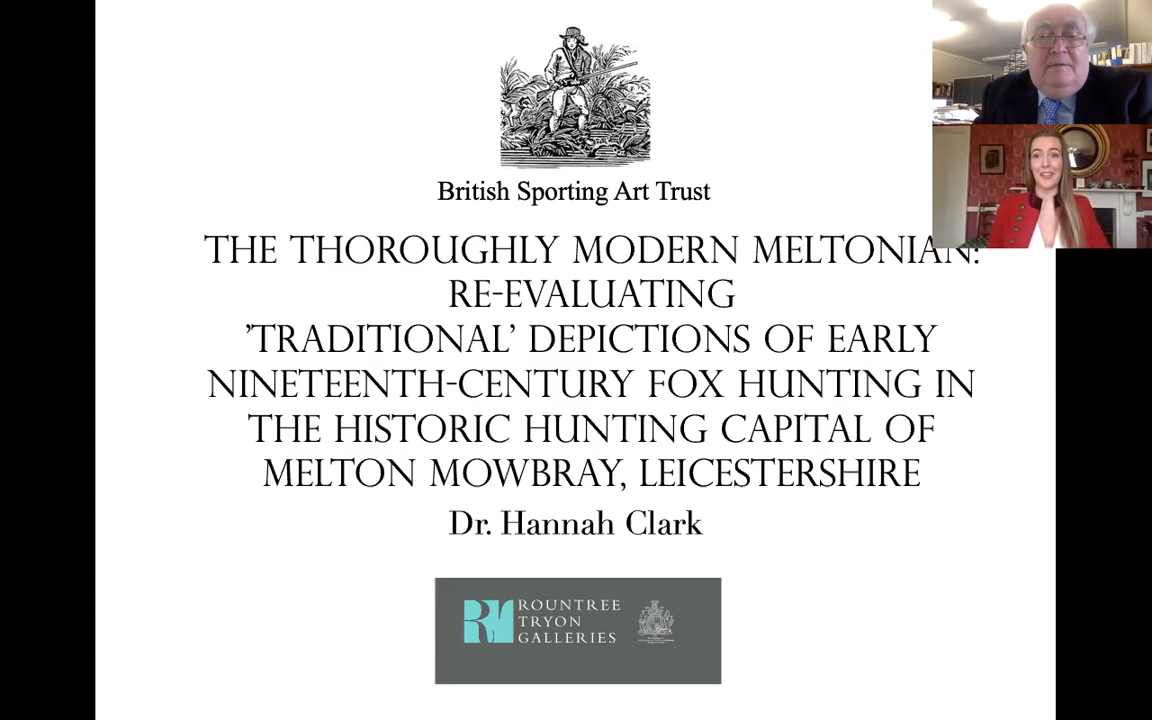 British Sporting Art Trust
THE THOROUGHLY MODERN MELTONIAN:
RE-EVALUATING
'TRADITIONAL' DEPICTIONS OF EARLY
NINETEENTH-CENTURY FOX HUNTING IN
THE HISTORIC HUNTING CAPITAL OF
MELTON MOWBRAY, LEICESTERSHIRE
Dr. Hannah Clark
ROUNTREE
TRYON
GALLERIES